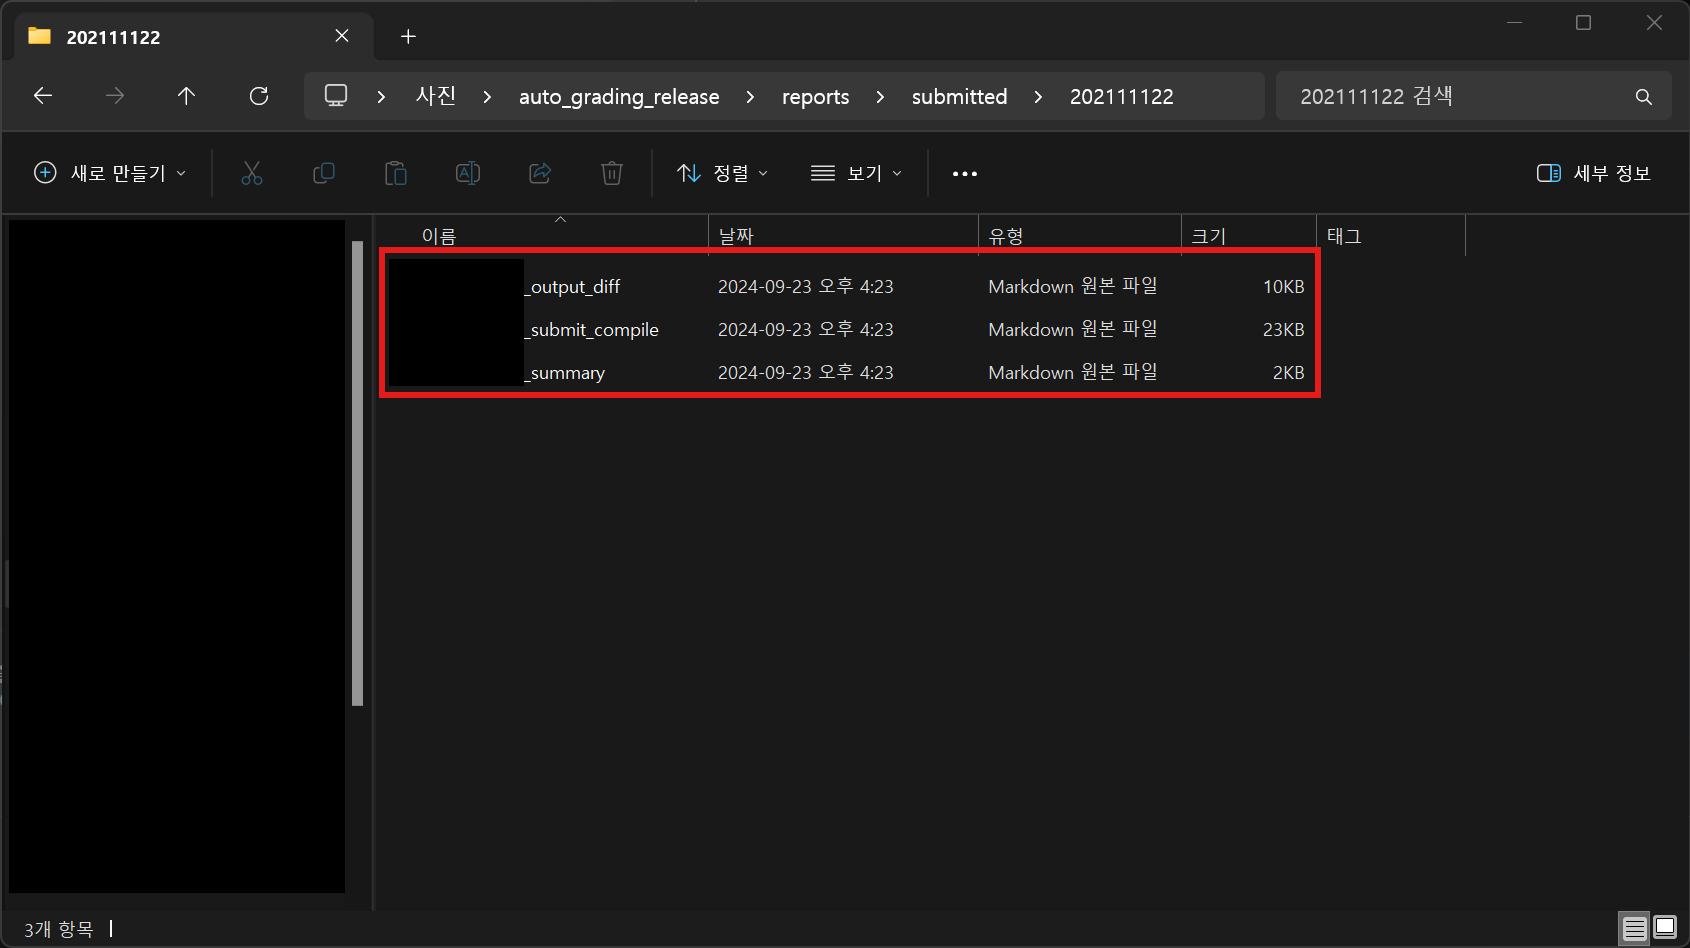 202111122
사진 auto_grading_release reports submitted 202111122
202111122 검색
새로 만들기
정렬
보기
세부 정보
이름 날짜 유형 크기 태그
_output_diff 2024-09-23 오후 4:23 Markdown 원본 파일 10KB
_submit_compile 2024-09-23 오후 4:23 Markdown 원본 파일 23KB
_summary 2024-09-23 오후 4:23 Markdown 원본 파일 2KB
3개 항목